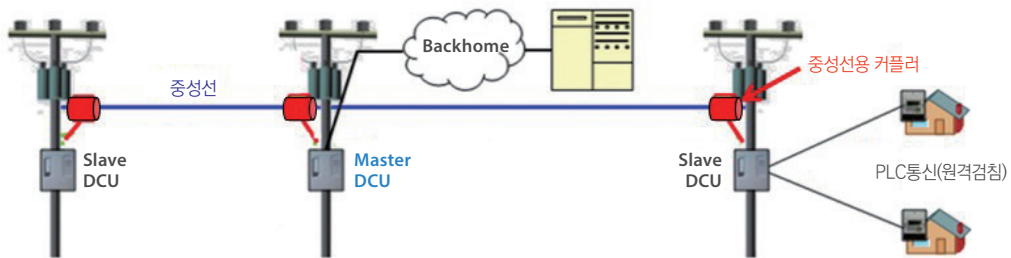 Backhome
중성선용 커플러
중성선
Slave
DCU
Master
DCU
Slave
DCU
PLC통신(원격검침)